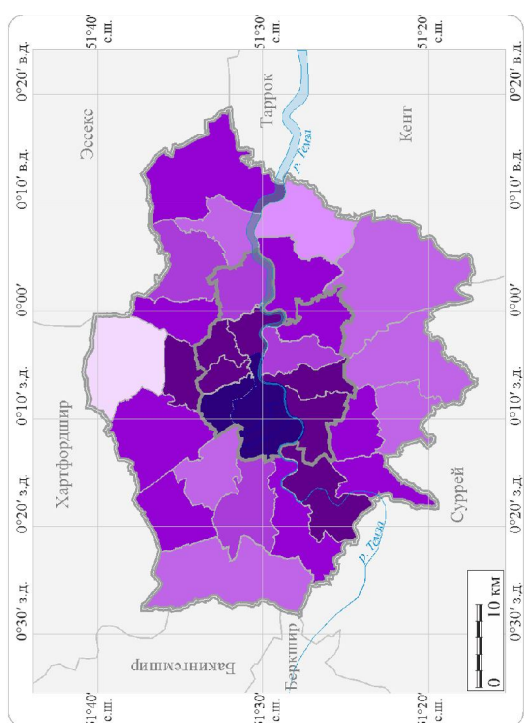 0°30′ з.д. 0°20′ з.д. 0°10′ з.д. 0°00′ 0°10′ в.д. 0°20′ в.д.
Хартфордшир
Эссекс
51°40′
с.ш.
51°40′
с.ш.
Бакингемшир
51°30′
с.ш.
51°30′
с.ш.
Таррок
Беркшир
р. Темза
р. Темза
Кент
51°20′
с.ш.
51°20′
с.ш.
Суррей
0 10 км
0°30′ з.д. 0°20′ з.д. 0°10′ з.д. 0°00′ 0°10′ в.д. 0°20′ в.д.